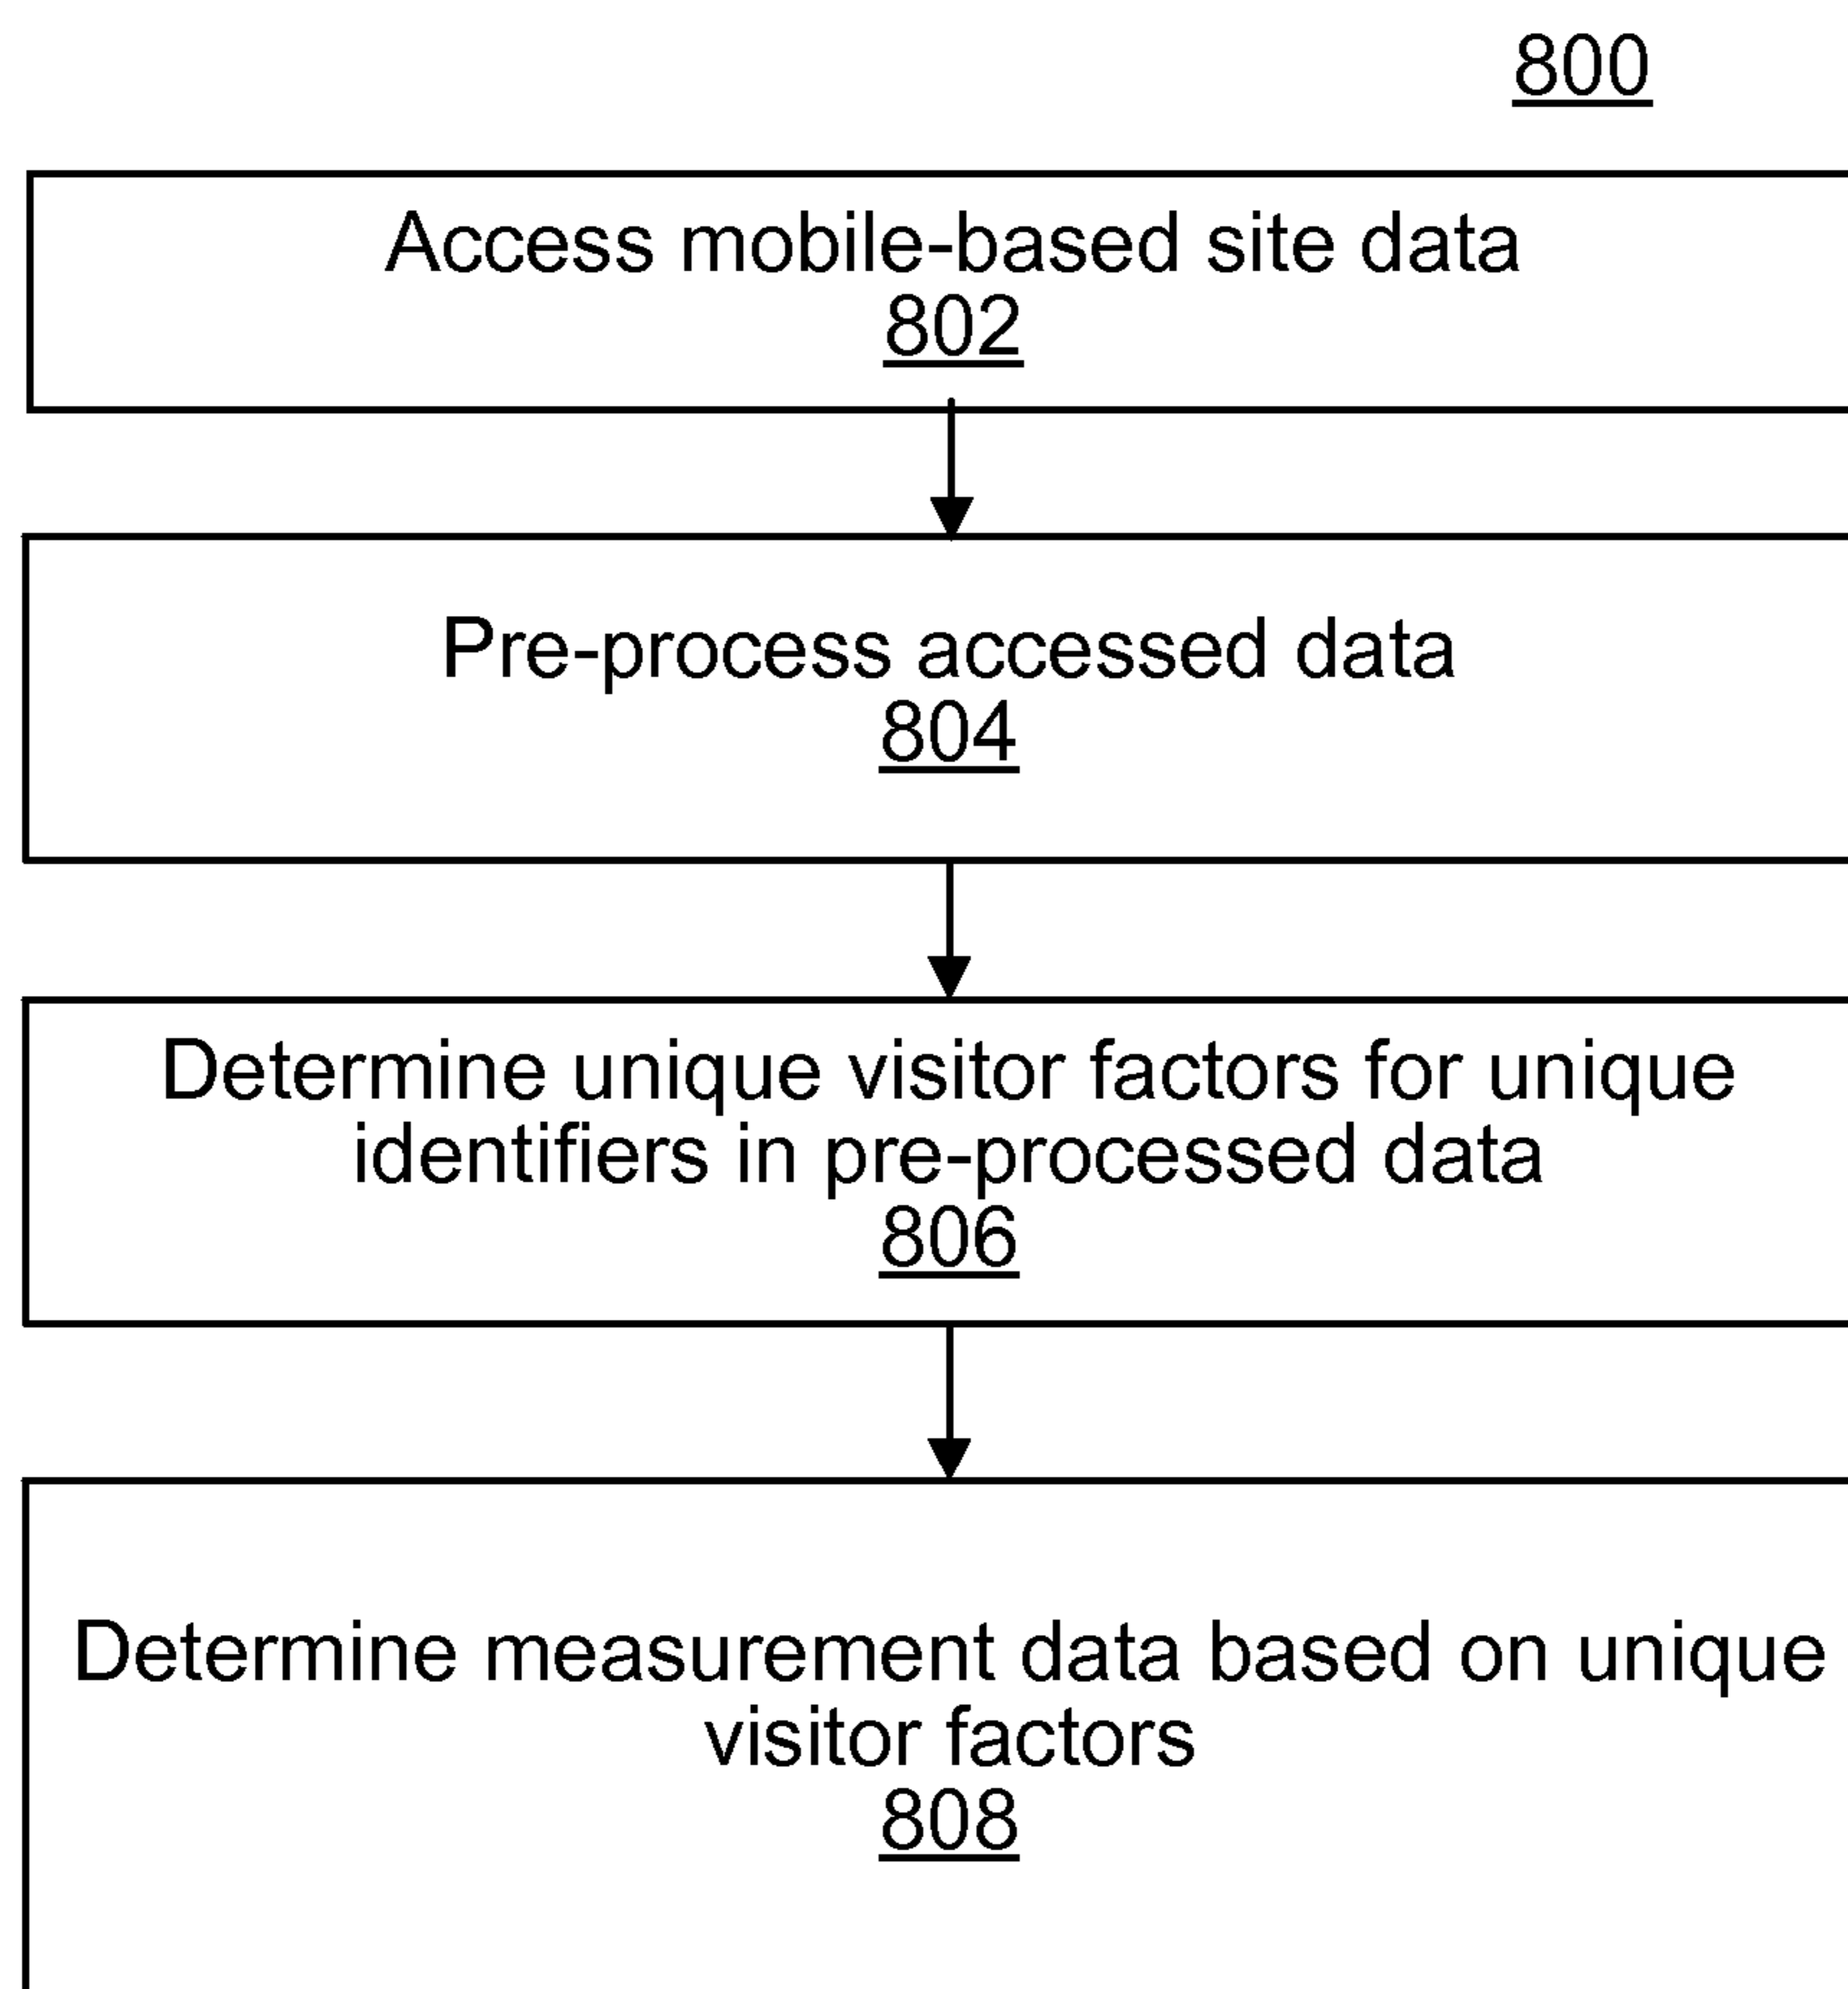 800
Access mobile-based site data
802
Pre-process accessed data
804
Determine unique visitor factors for unique
identifiers in pre-processed data
806
Determine measurement data based on unique
visitor factors
808